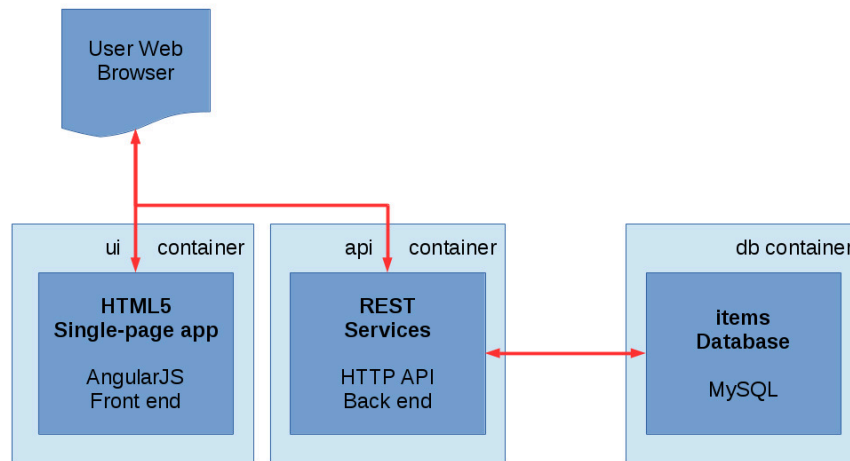 User Web
Browser
ui container
api container
db container
HTML5
Single-page app
AngularJS
Front end
REST
Services
HTTP API
Back end
items
Database
MySQL